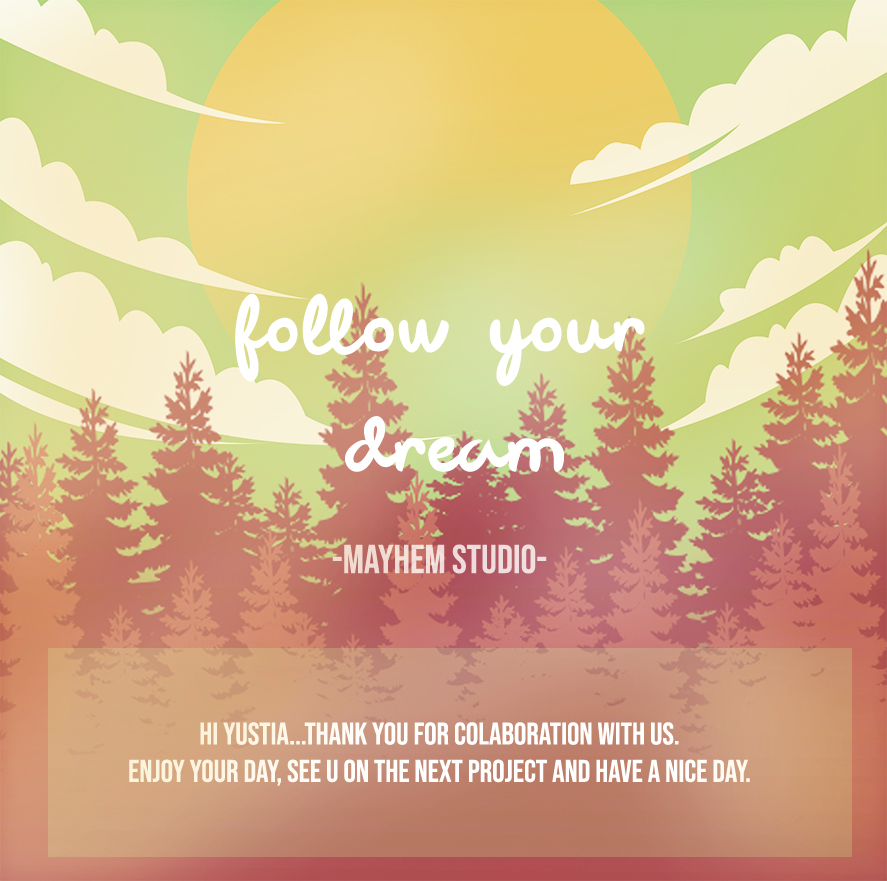 follow your
dream
-MAYHEM STUDIO-
HI YUSTIA...THANK YOU FOR COLABORATION WITH US.
ENJOY YOUR DAY, SEE U ON THE NEXT PROJECT AND HAVE A NICE DAY.